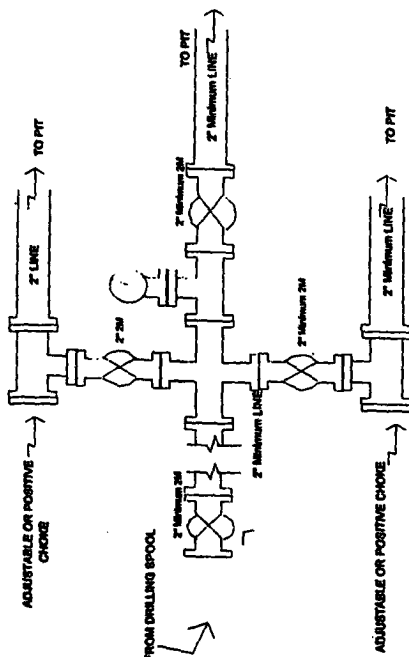 ADJUSTABLE OR POSITIVE
CHOKE
2" LINE
TO PIT
2" 2M
FROM DRILLING SPOOL
2" Minimum 2M
2" Minimum LINE
2" Minimum 2M
2" Minimum LINE
TO PIT
2" Minimum 2M
ADJUSTABLE OR POSITIVE CHOKE
2" Minimum LINE
TO PIT